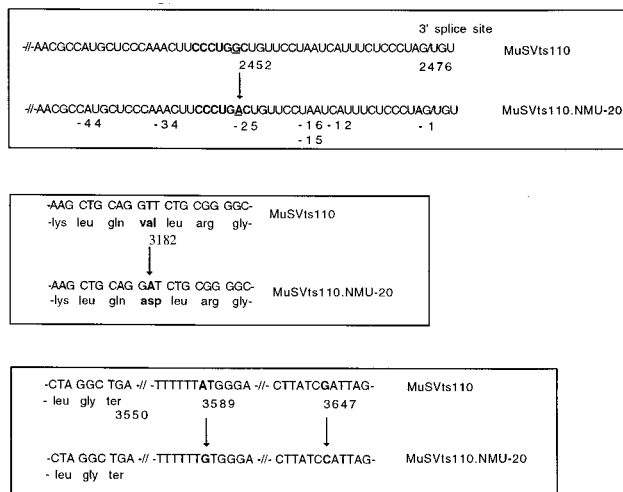 3' splice site
-//-AACGCCAUGCUCCCAAACUUCCCUGGCUGUUCCUAAUCAUUUCUCCCUAG/UGU MuSVts110
2452 2476
-//-AACGCCAUGCUCCCAAACUUCCCUGACUGUUCCUAAUCAUUUCUCCCUAG/UGU MuSVts110.NMU-20
-44 -34 -25 -16 -12 -1
-15
-AAG CTG CAG GTT CTG CGG GGC- MuSVts110
-lys leu gln val leu arg gly-
3182
-AAG CTG CAG GAT CTG CGG GGC- MuSVts110.NMU-20
-lys leu gln asp leu arg gly-
-CTA GGC TGA -//- -TTTTTTATGGGA -//- -CTTATCGATTAG- MuSVts110
- leu gly ter
3550 3589 3647
-CTA GGC TGA -//- -TTTTTTGTGGGA -//- -CTTATCCATTAG- MuSVts110.NMU-20
- leu gly ter